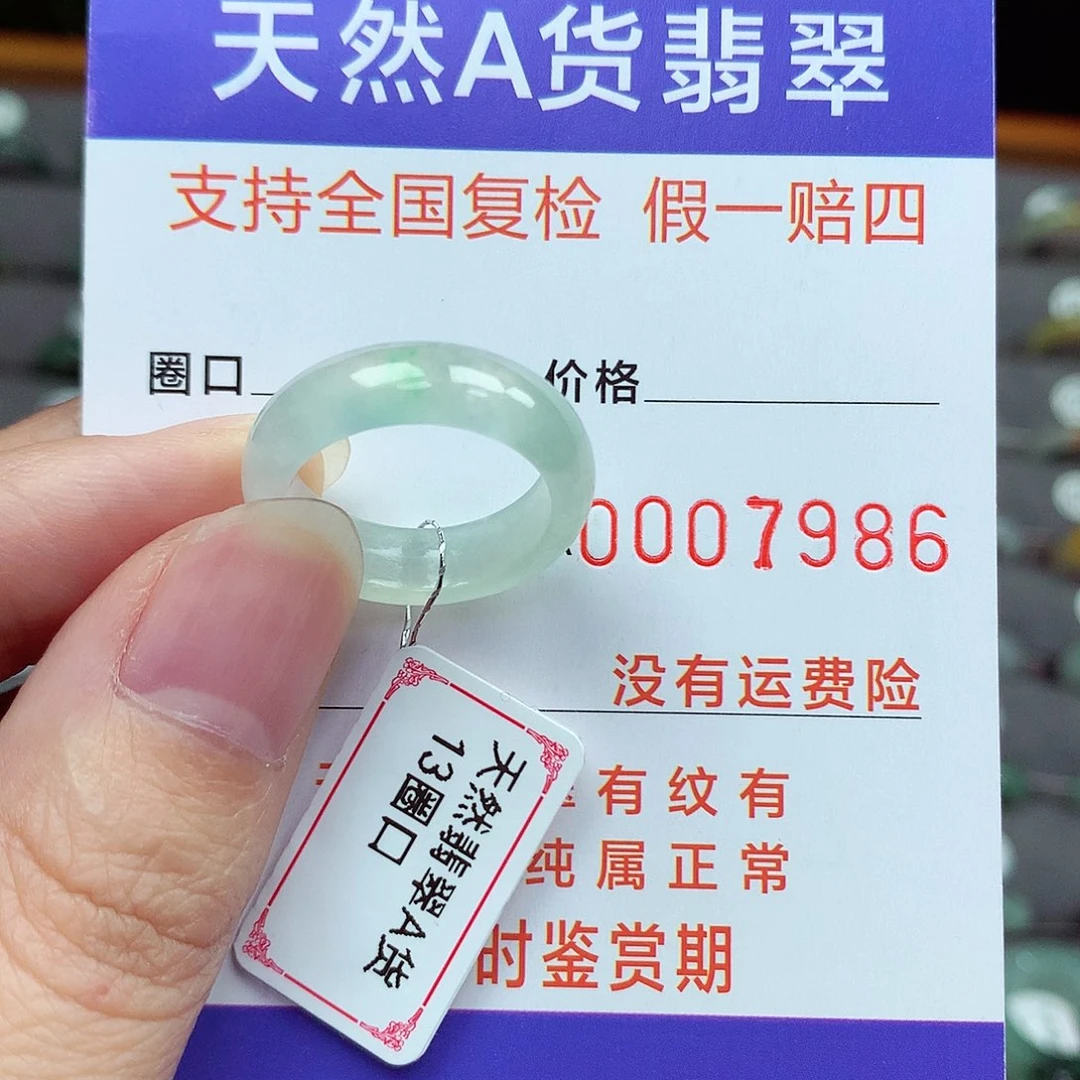 天然A货翡翠
支持全国复检 假一赔四
圈口 价格
0007986
没有运费险
有纹有
纯属正常
时鉴赏期
天然翡翠A货
13圈口